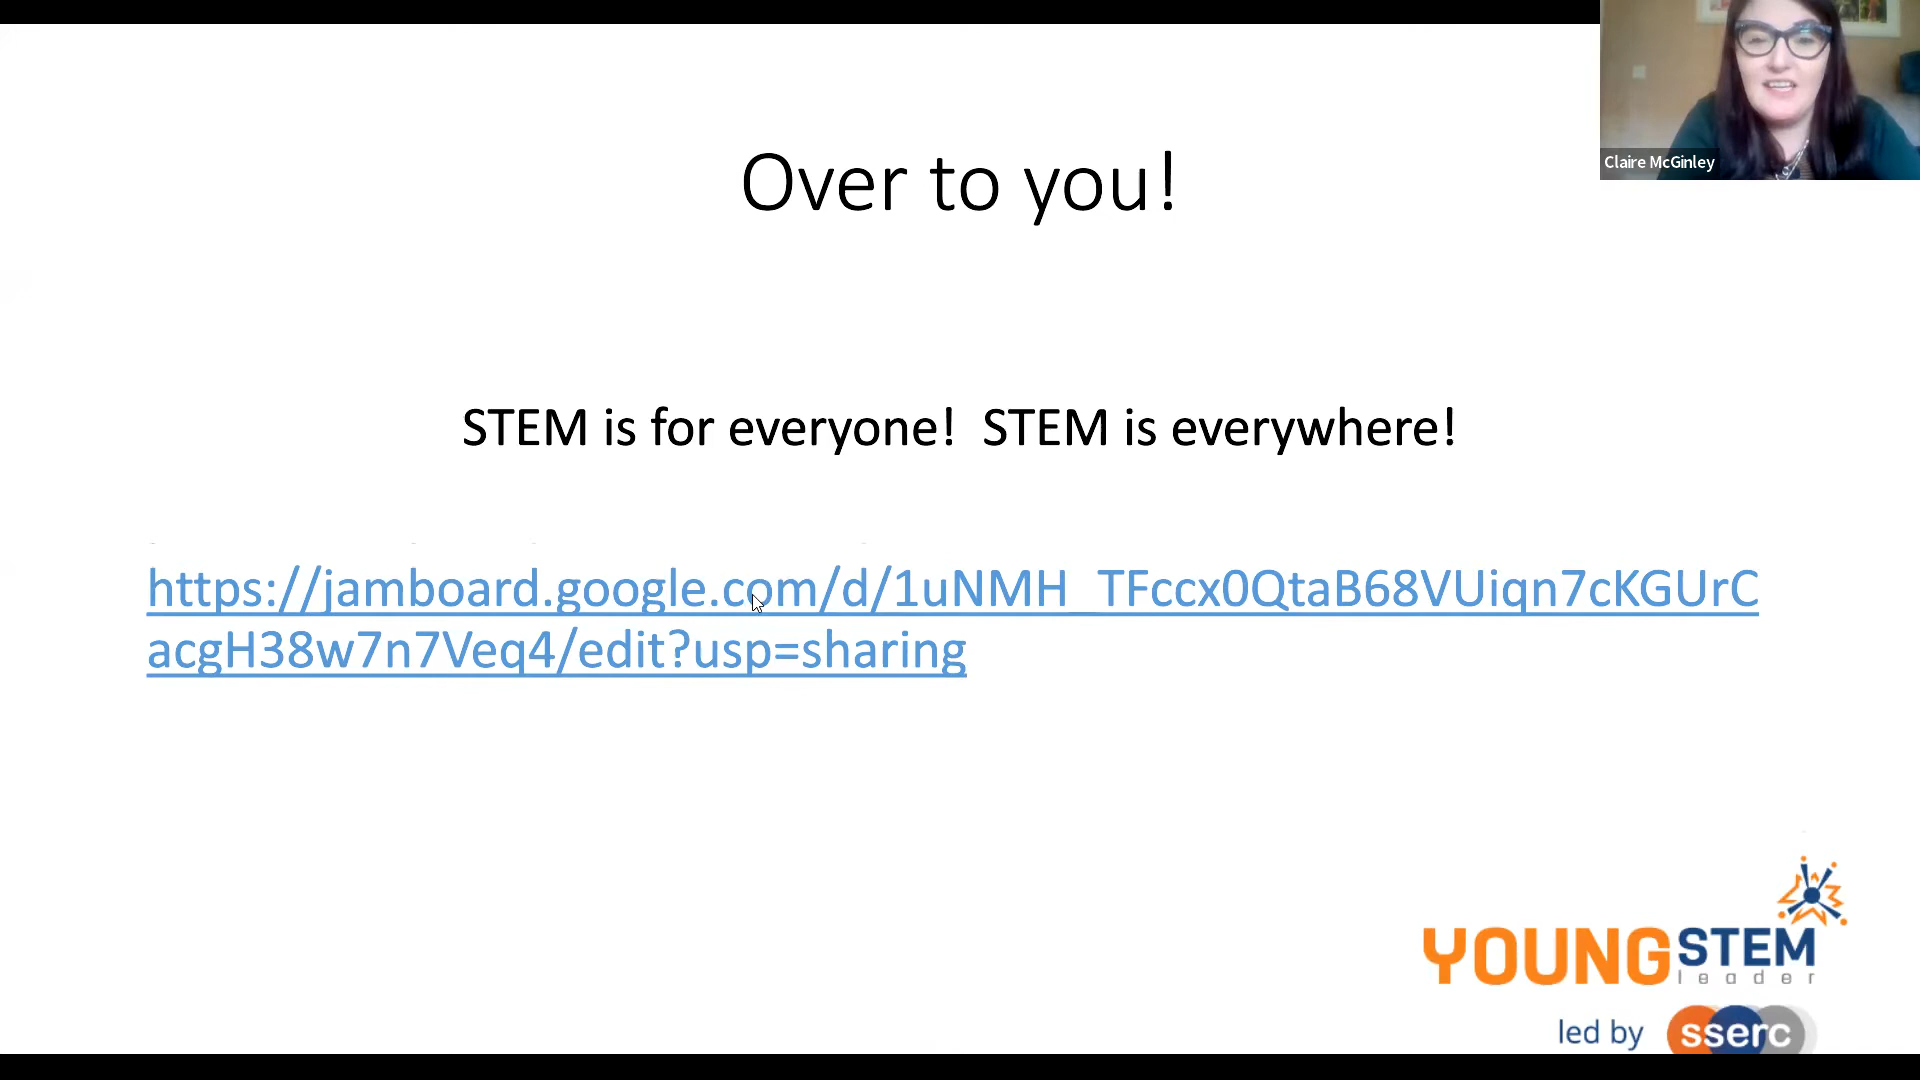 Claire McGinley
Over to you!
STEM is for everyone!  STEM is everywhere!
https://jamboard.google.com/d/1uNMH_TFccx0QtaB68VUiqn7cKGUrC
acgH38w7n7Veq4/edit?usp=sharing
YOUNG STEM
leader
led by sserc